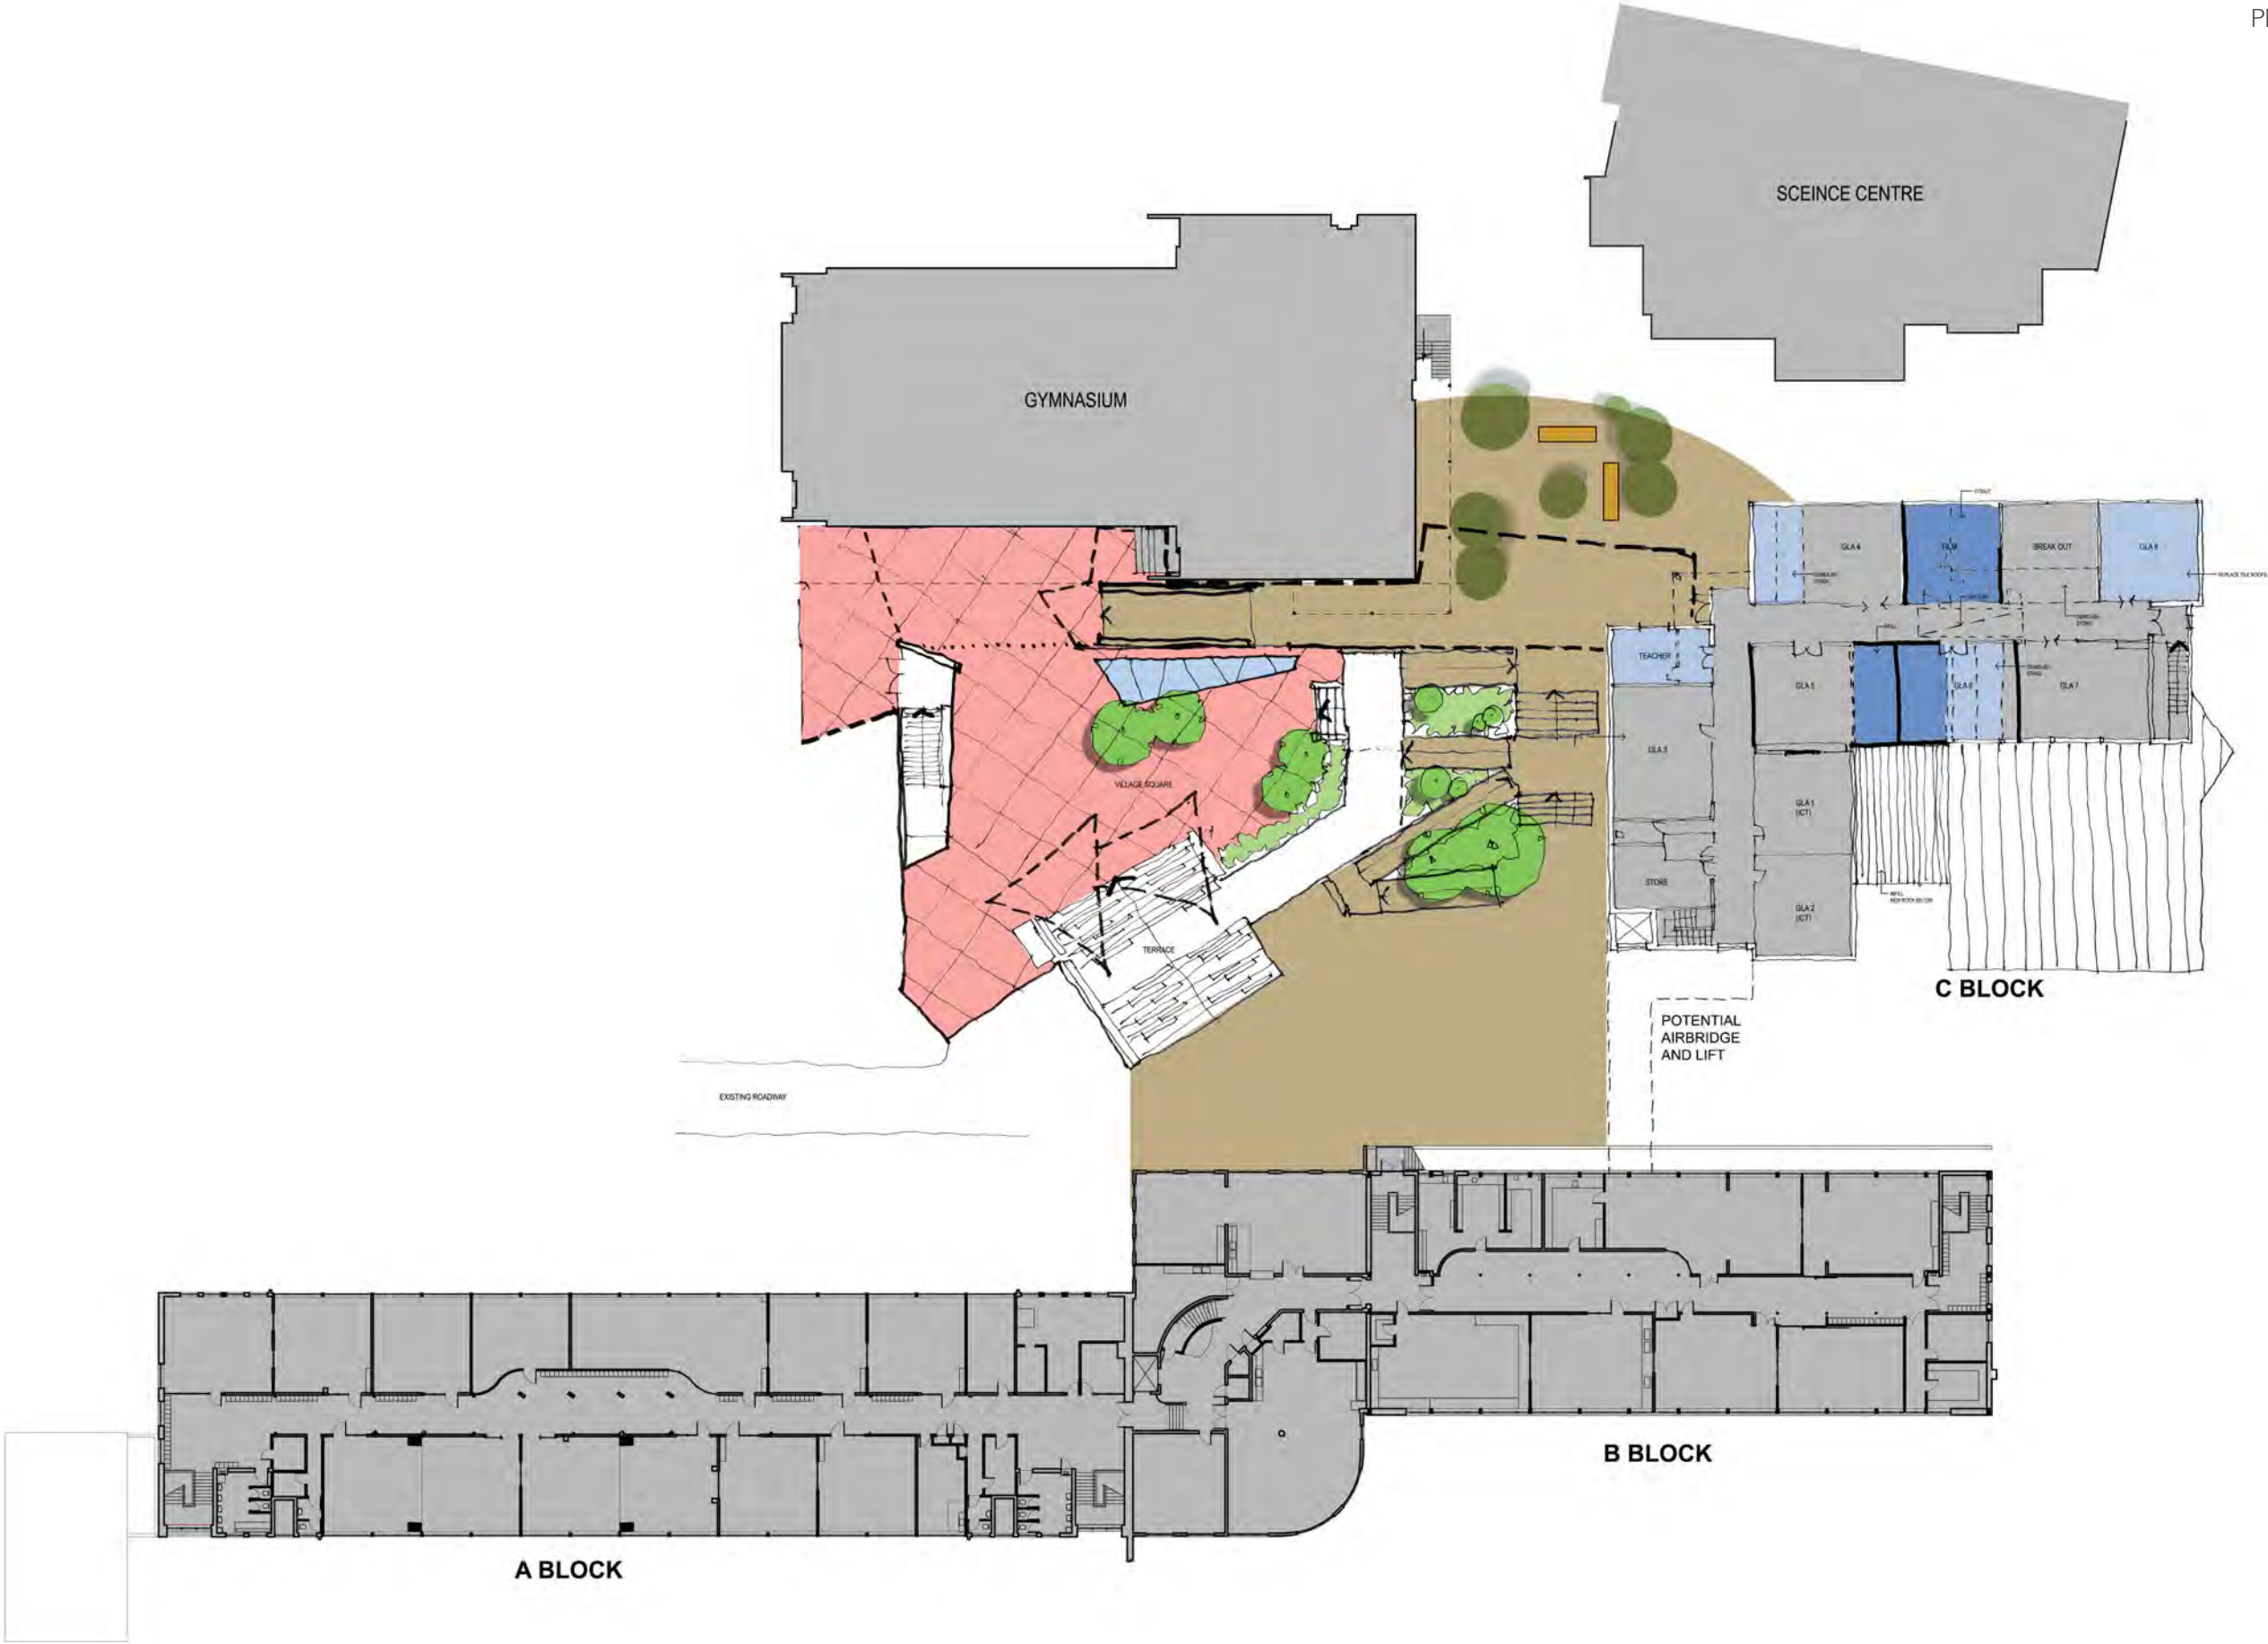 SCEINCE CENTRE
GYMNASIUM
GLA 4
FILM
BREAK OUT
GLA 8
TEACHER
GLA 5
GLA 6
GLA 7
GLA 3
VILLAGE SQUARE
GLA 1
(ICT)
STORE
GLA 2
(ICT)
TERRACE
C BLOCK
POTENTIAL
AIRBRIDGE
AND LIFT
EXISTING ROADWAY
B BLOCK
A BLOCK